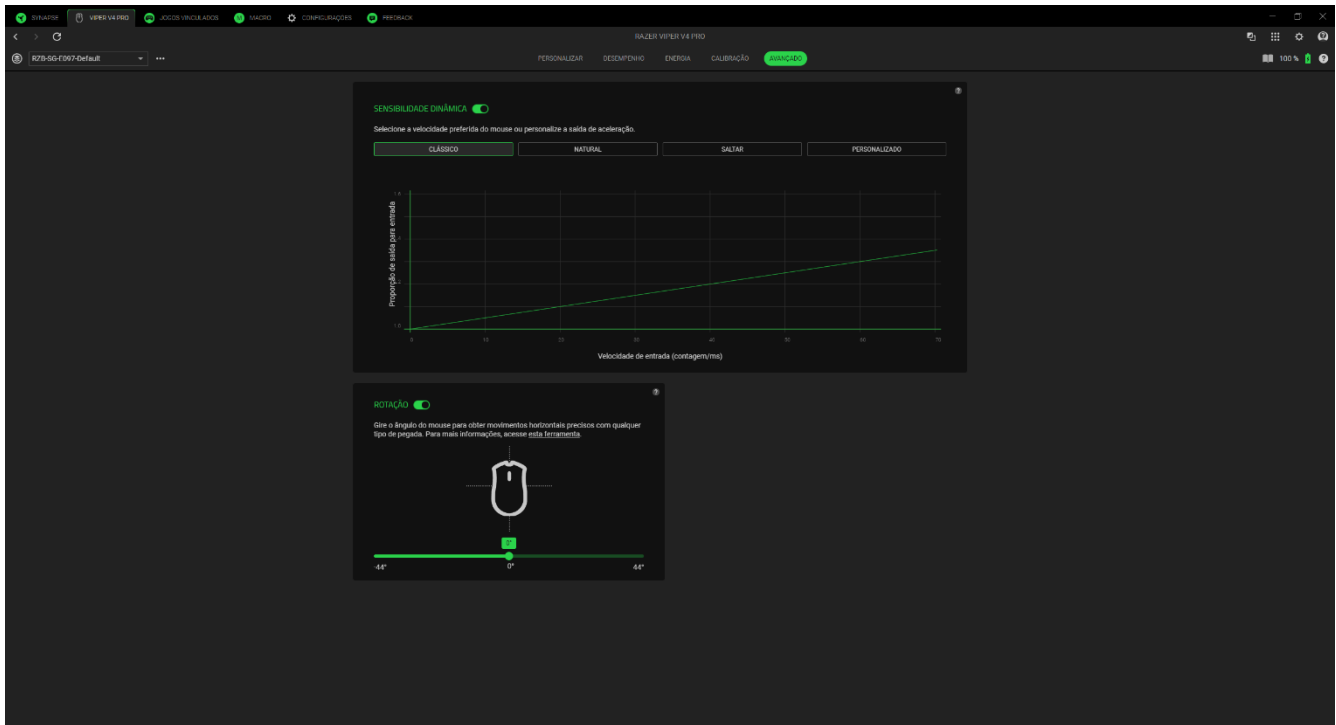 SYNAPSE VIPER V4 PRO JOGOS VINCULADOS MACRO CONFIGURAÇÕES FEEDBACK
RAZER VIPER V4 PRO
RZB-SG-E097-Default PERSONALIZAR DESEMPENHO ENERGIA CALIBRAÇÃO AVANÇADO 100 %
SENSIBILIDADE DINÂMICA
Selecione a velocidade preferida do mouse ou personalize a saída de aceleração.
CLÁSSICO NATURAL SALTAR PERSONALIZADO
Proporção de saída para entrada
1.0
0 10 20 30 40 50 60 70
Velocidade de entrada (contagem/ms)
ROTAÇÃO
Gire o ângulo do mouse para obter movimentos horizontais precisos com qualquer
tipo de pegada. Para mais informações, acesse esta ferramenta.
0°
-44° 0° 44°